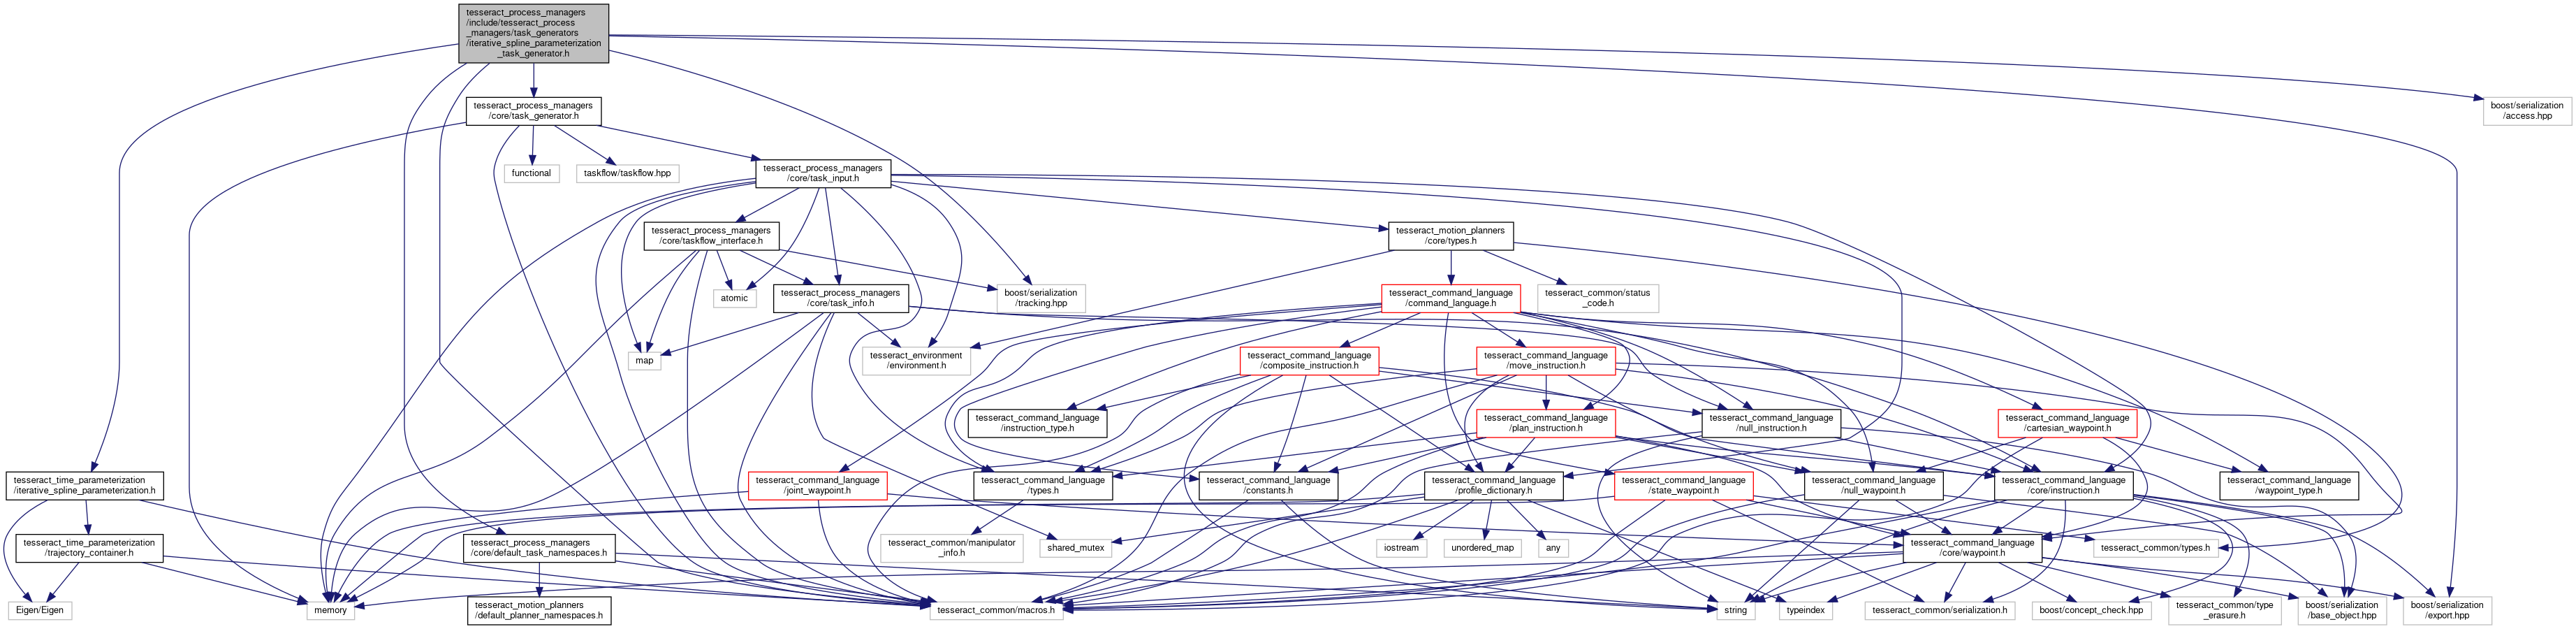 tesseract_process_managers
/include/tesseract_process
_managers/task_generators
/iterative_spline_parameterization
_task_generator.h
tesseract_process_managers
/core/task_generator.h
boost/serialization
/access.hpp
functional
taskflow/taskflow.hpp
tesseract_process_managers
/core/task_input.h
tesseract_process_managers
/core/taskflow_interface.h
tesseract_motion_planners
/core/types.h
atomic
tesseract_process_managers
/core/task_info.h
boost/serialization
/tracking.hpp
tesseract_command_language
/command_language.h
tesseract_common/status
_code.h
map
tesseract_environment
/environment.h
tesseract_command_language
/composite_instruction.h
tesseract_command_language
/move_instruction.h
tesseract_command_language
/instruction_type.h
tesseract_command_language
/plan_instruction.h
tesseract_command_language
/null_instruction.h
tesseract_command_language
/cartesian_waypoint.h
tesseract_time_parameterization
/iterative_spline_parameterization.h
tesseract_command_language
/joint_waypoint.h
tesseract_command_language
/types.h
tesseract_command_language
/constants.h
tesseract_command_language
/profile_dictionary.h
tesseract_command_language
/state_waypoint.h
tesseract_command_language
/null_waypoint.h
tesseract_command_language
/core/instruction.h
tesseract_command_language
/waypoint_type.h
tesseract_time_parameterization
/trajectory_container.h
tesseract_process_managers
/core/default_task_namespaces.h
tesseract_common/manipulator
_info.h
shared_mutex
iostream
unordered_map
any
tesseract_command_language
/core/waypoint.h
tesseract_common/types.h
Eigen/Eigen
memory
tesseract_motion_planners
/default_planner_namespaces.h
tesseract_common/macros.h
string
typeindex
tesseract_common/serialization.h
boost/concept_check.hpp
tesseract_common/type
_erasure.h
boost/serialization
/base_object.hpp
boost/serialization
/export.hpp